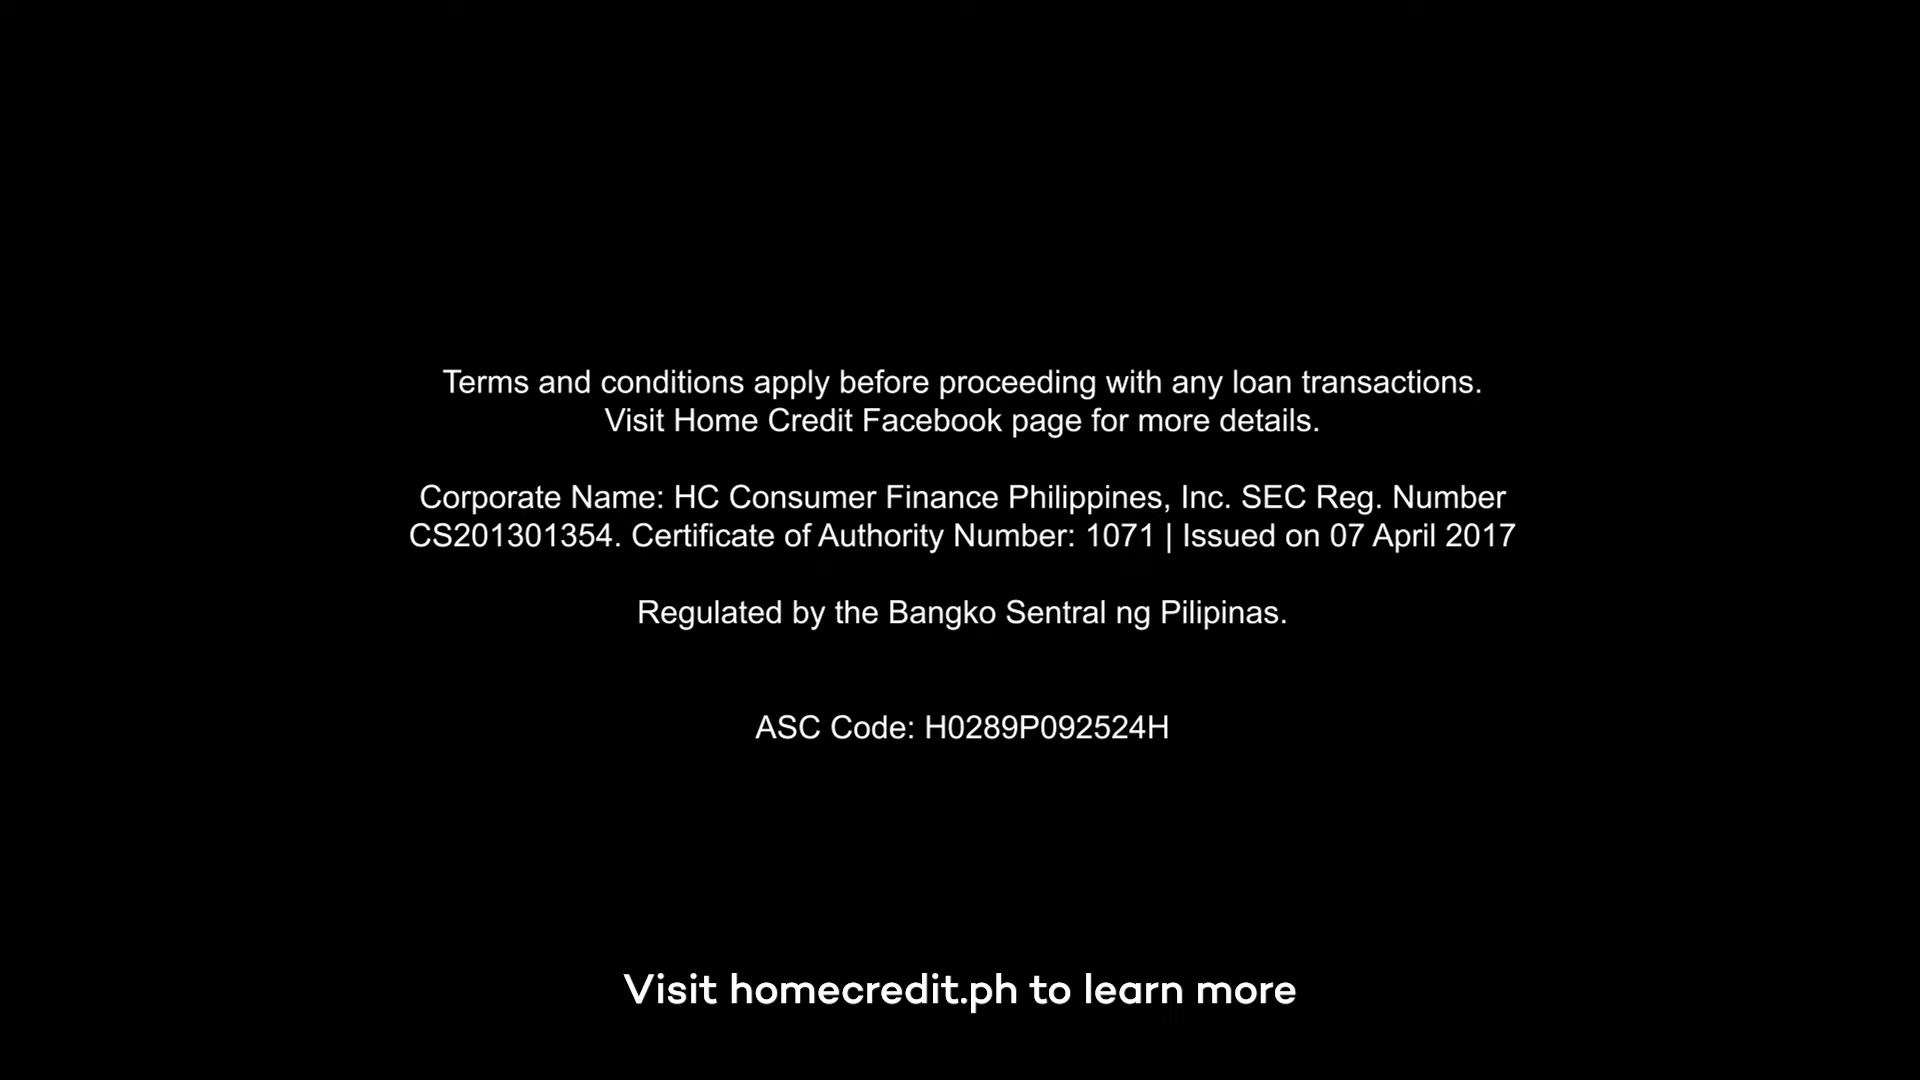 Terms and conditions apply before proceeding with any loan transactions.
Visit Home Credit Facebook page for more details.
Corporate Name: HC Consumer Finance Philippines, Inc. SEC Reg. Number
CS201301354. Certificate of Authority Number: 1071 | Issued on 07 April 2017
Regulated by the Bangko Sentral ng Pilipinas.
ASC Code: H0289P092524H
Visit homecredit.ph to learn more